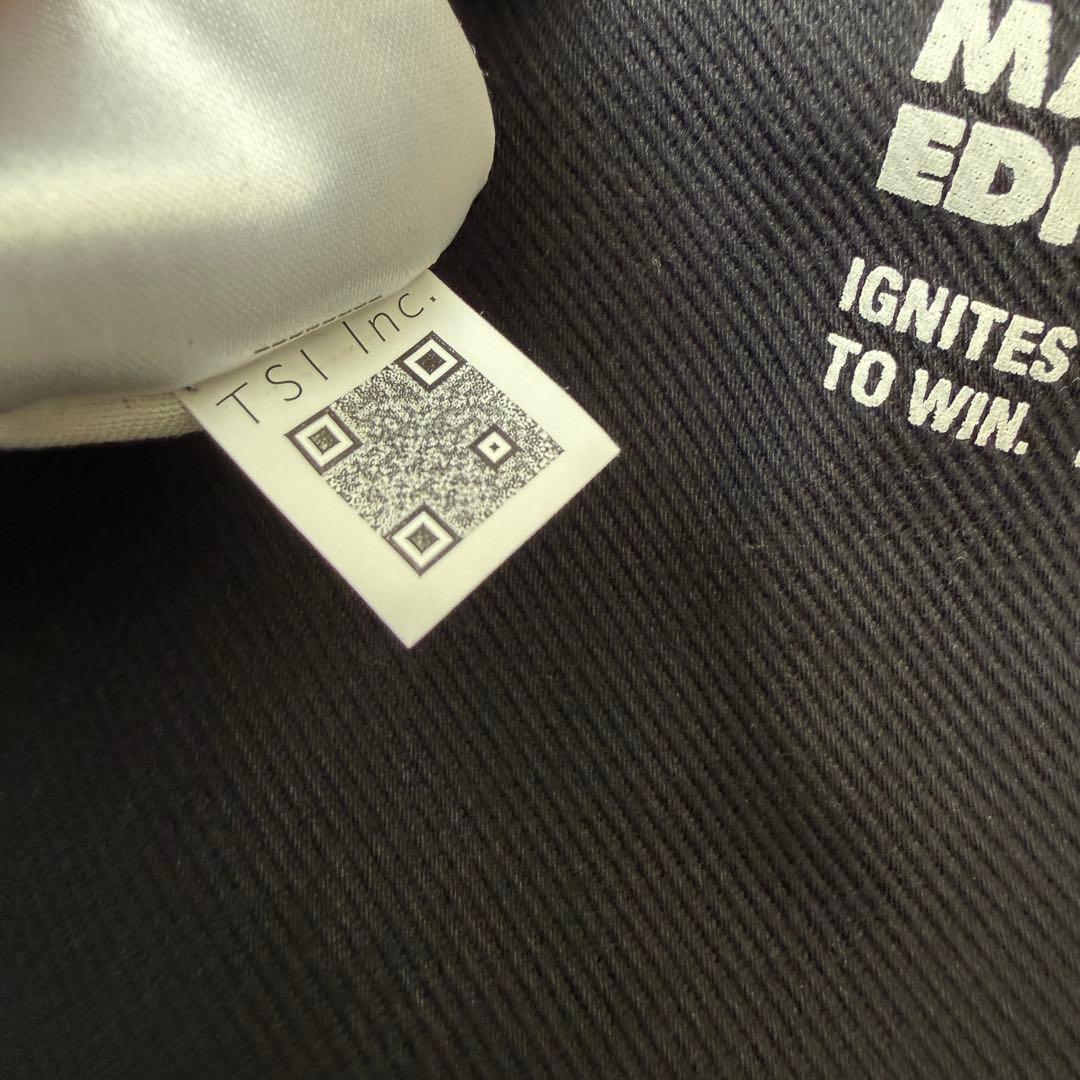 TSI Inc.
IGNITES
TO WIN.